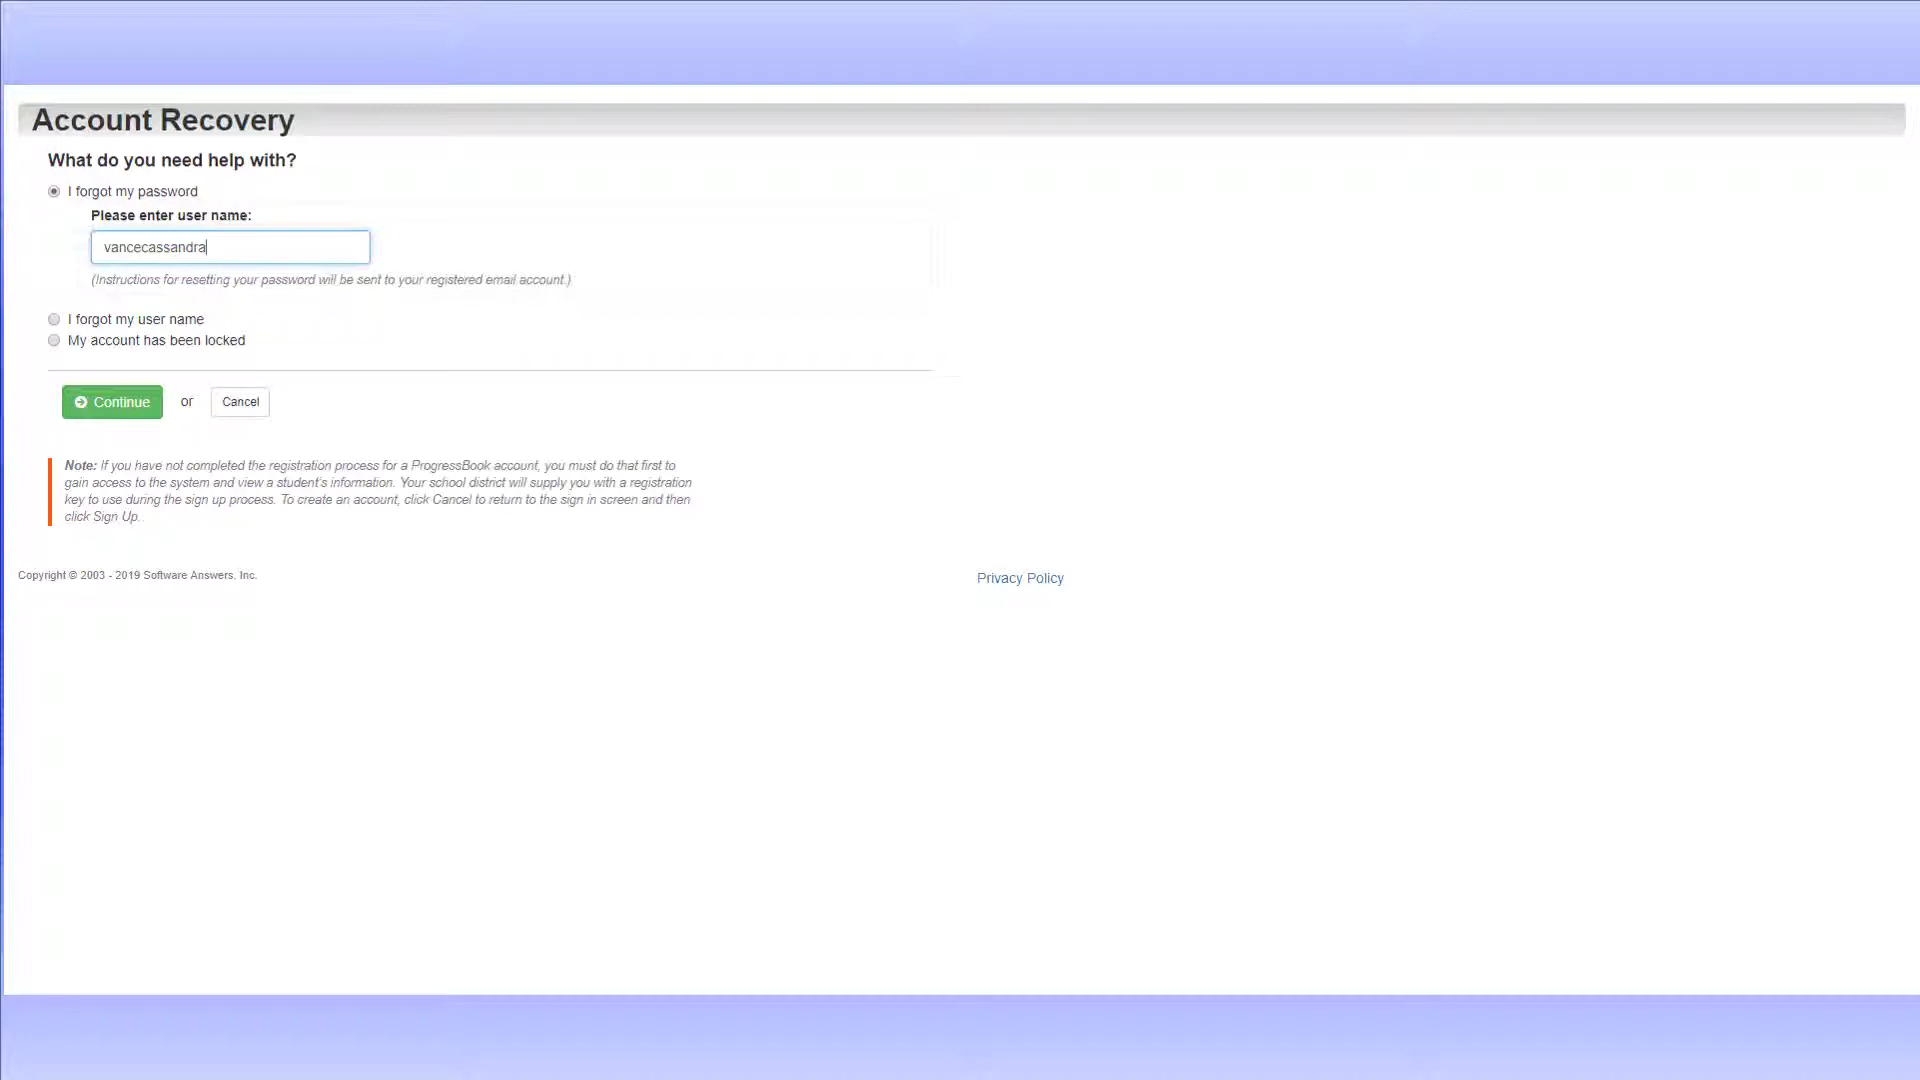 Account Recovery
What do you need help with?
I forgot my password
Please enter user name:
vancecassandra
(Instructions for resetting your password will be sent to your registered email account.)
I forgot my user name
My account has been locked
Continue or Cancel
Note: If you have not completed the registration process for a ProgressBook account, you must do that first to
gain access to the system and view a student's information. Your school district will supply you with a registration
key to use during the sign up process. To create an account, click Cancel to return to the sign in screen and then
click Sign Up.
Copyright © 2003 - 2019 Software Answers, Inc.
Privacy Policy